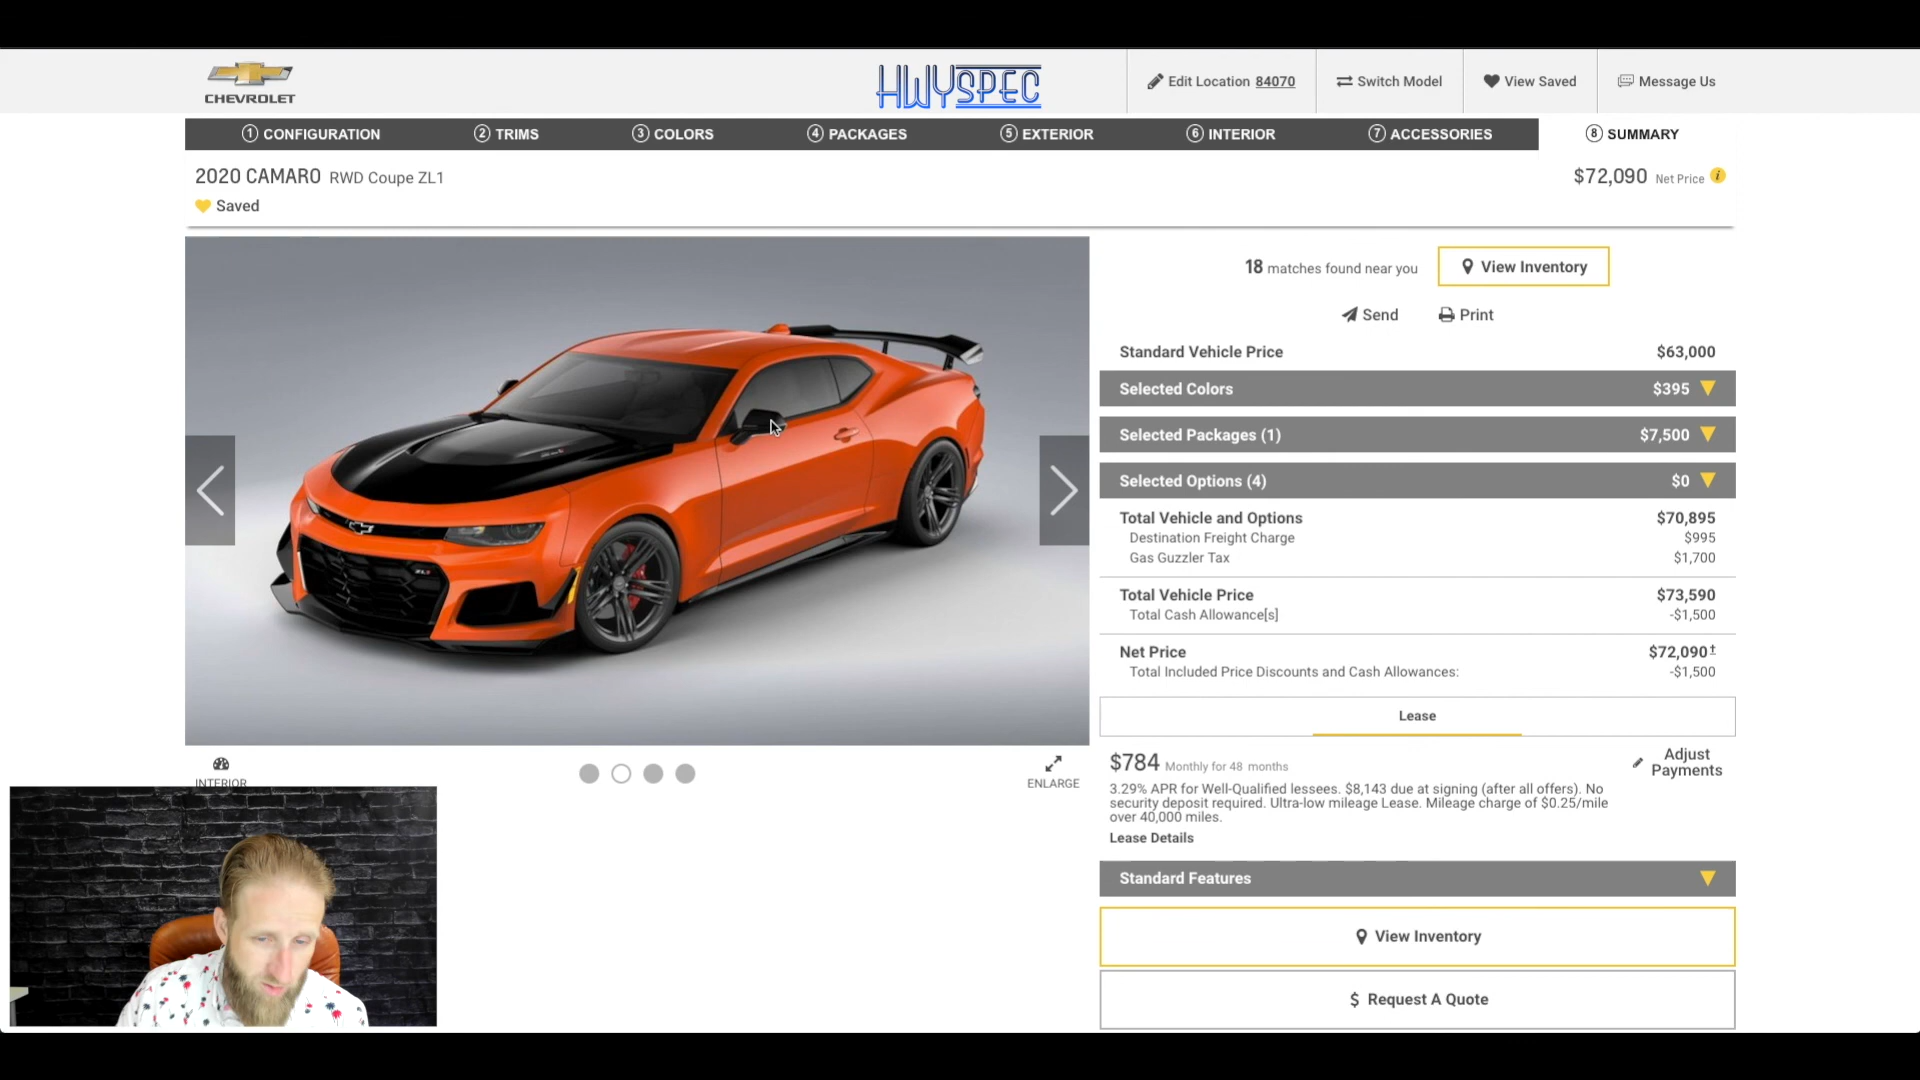 CHEVROLET
HWYSPEC
Edit Location 84070
Switch Model
View Saved
Message Us
1 CONFIGURATION
2 TRIMS
3 COLORS
4 PACKAGES
5 EXTERIOR
6 INTERIOR
7 ACCESSORIES
8 SUMMARY
2020 CAMARO RWD Coupe ZL1
$72,090 Net Price i
Saved
18 matches found near you
View Inventory
Send
Print
Standard Vehicle Price $63,000
Selected Colors $395
Selected Packages (1) $7,500
Selected Options (4) $0
Total Vehicle and Options $70,895
Destination Freight Charge $995
Gas Guzzler Tax $1,700
Total Vehicle Price $73,590
Total Cash Allowance[s] -$1,500
Net Price $72,090†
Total Included Price Discounts and Cash Allowances: -$1,500
Lease
$784 Monthly for 48 months
Adjust
Payments
3.29% APR for Well-Qualified lessees. $8,143 due at signing (after all offers). No
security deposit required. Ultra-low mileage Lease. Mileage charge of $0.25/mile
over 40,000 miles.
Lease Details
Standard Features
View Inventory
$ Request A Quote
INTERIOR
ENLARGE
ZL1